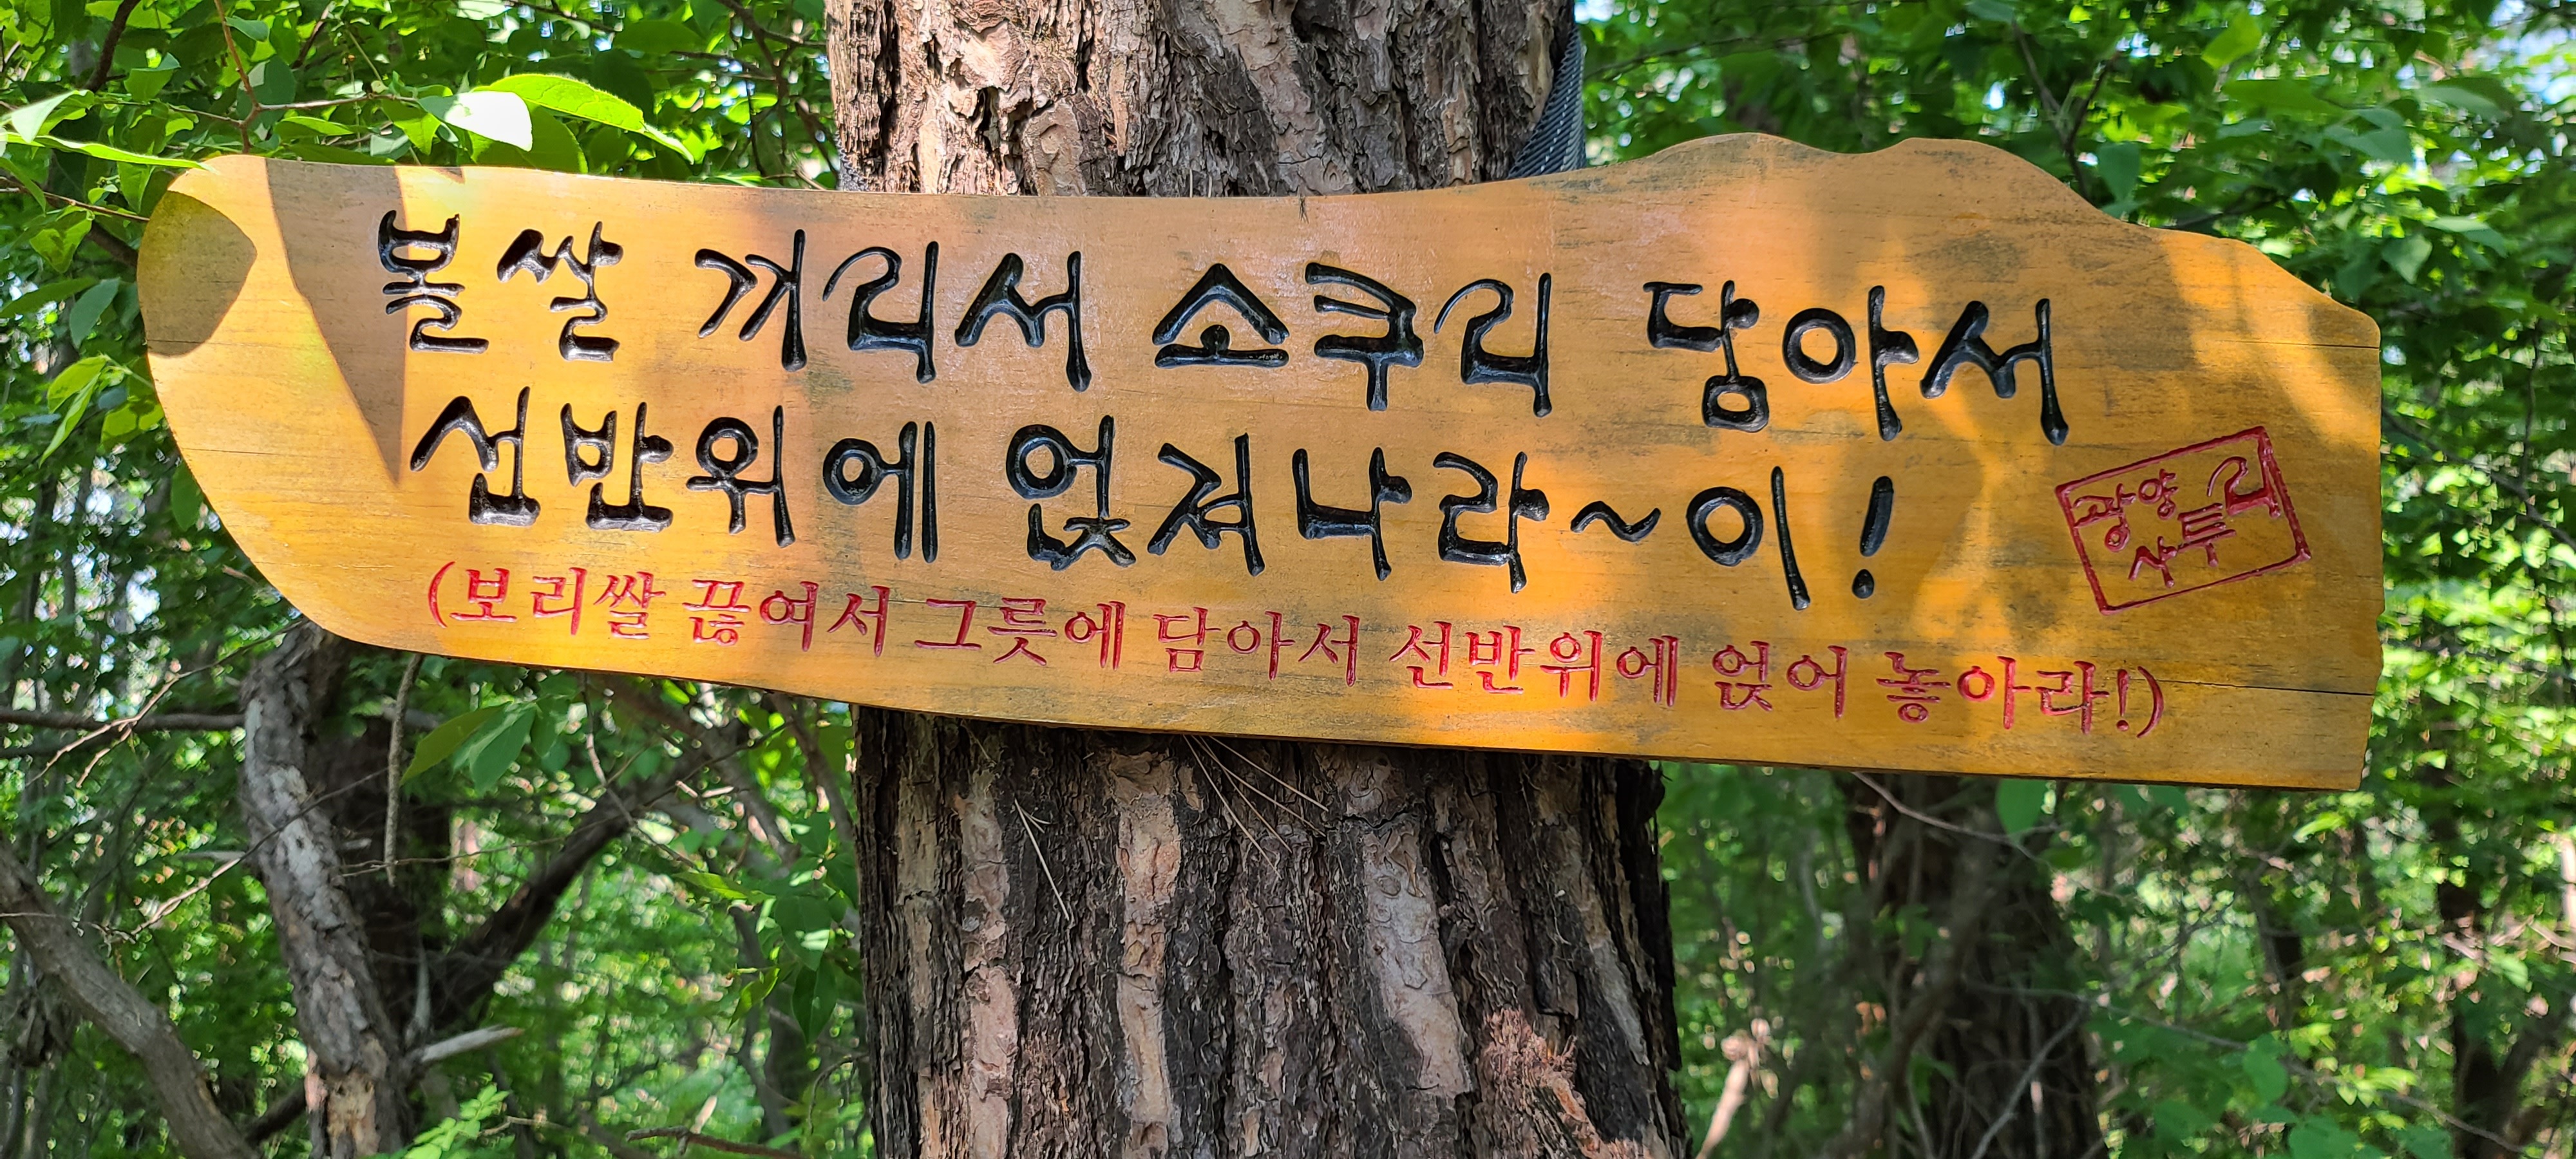 볼쌀 꺼리서 소쿠리 당아서
선반위에 얹져나라~이!
(보리쌀 끓여서 그릇에 담아서 선반위에 얹어 놓아라!)
광양
사투리